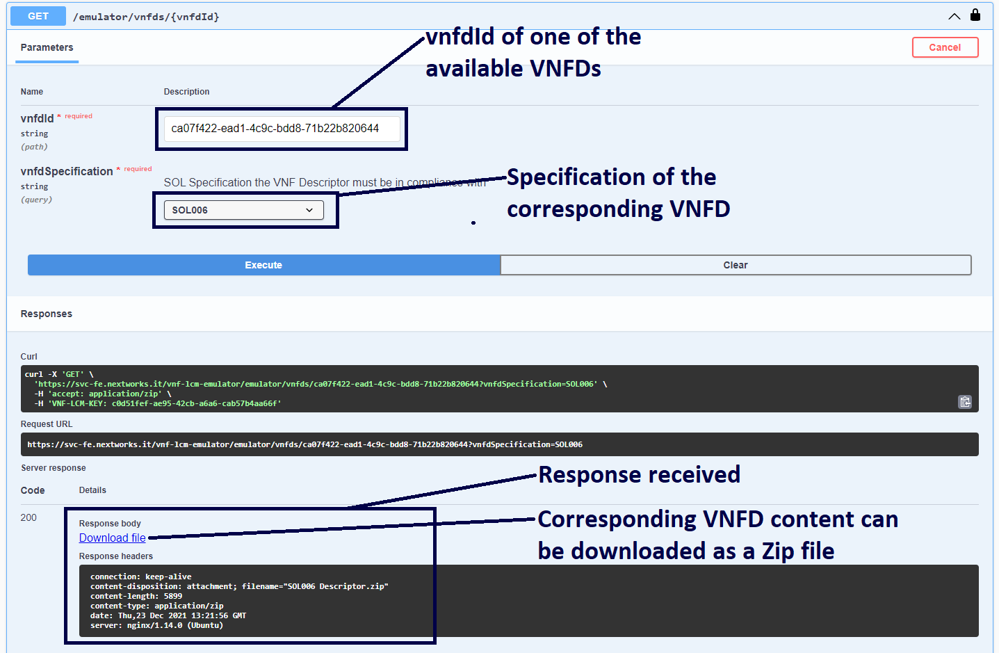 GET /emulator/vnfds/{vnfdId}
vnfdId of one of the
available VNFDs
Parameters
Cancel
Name Description
vnfdId * required
string
(path)
ca07f422-ead1-4c9c-bdd8-71b22b820644
vnfdSpecification * required
string
(query)
SOL Specification the VNF Descriptor must be in compliance with
SOL006
Specification of the
corresponding VNFD
Execute Clear
Responses
Curl
curl -X 'GET' \
'https://svc-fe.nextworks.it/vnf-lcm-emulator/emulator/vnfds/ca07f422-ead1-4c9c-bdd8-71b22b820644?vnfdSpecification=SOL006' \
-H 'accept: application/zip' \
-H 'VNF-LCM-KEY: c0d51fef-ae95-42cb-a6a6-cab57b4aa66f'
Request URL
https://svc-fe.nextworks.it/vnf-lcm-emulator/emulator/vnfds/ca07f422-ead1-4c9c-bdd8-71b22b820644?vnfdSpecification=SOL006
Server response
Response received
Code Details
200
Response body
Download file
Corresponding VNFD content can
be downloaded as a Zip file
Response headers
connection: keep-alive
content-disposition: attachment; filename="SOL006 Descriptor.zip"
content-length: 5899
content-type: application/zip
date: Thu,23 Dec 2021 13:21:56 GMT
server: nginx/1.14.0 (Ubuntu)